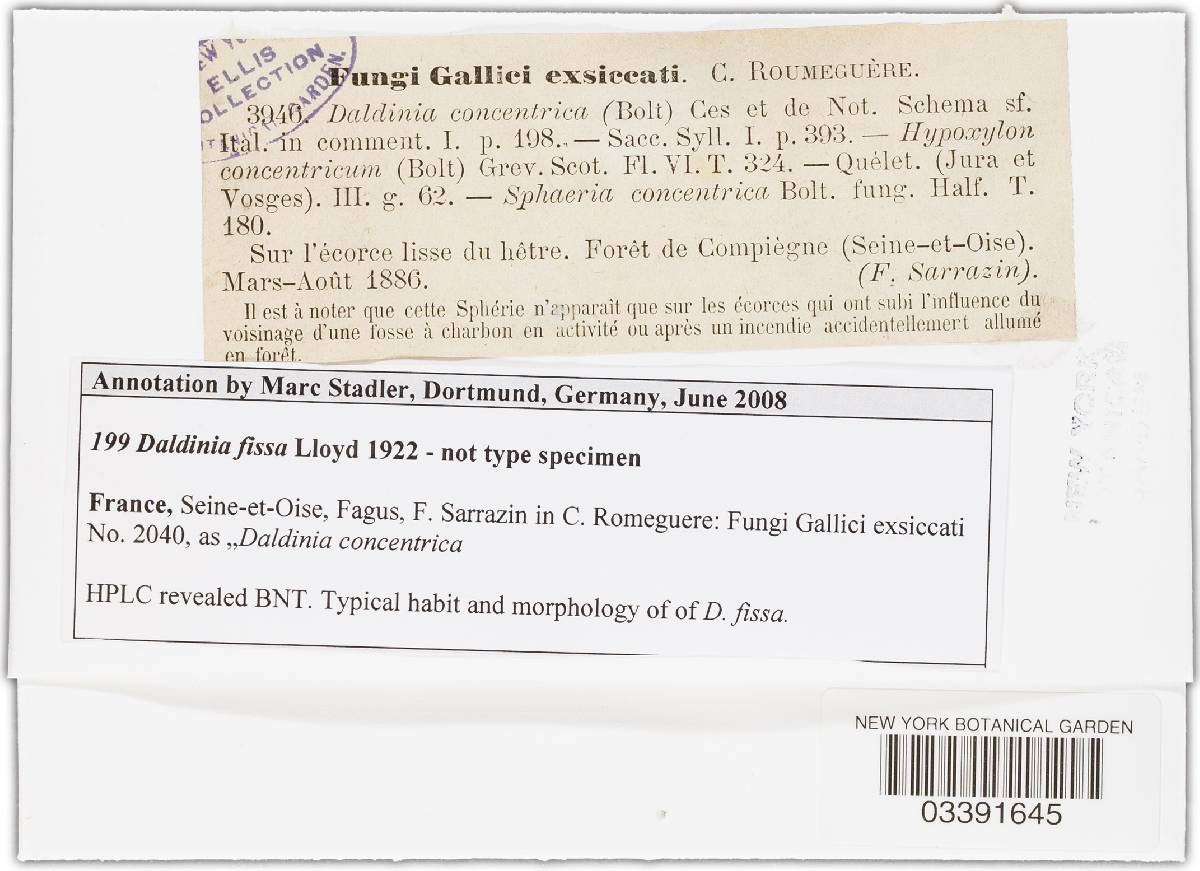 ELLIS
COLLECTION
GARDEN.
Fungi Gallici exsiccati. C. ROUMEGUÈRE.
3946. Daldinia concentrica (Bolt) Ces et de Not. Schema sf.
Ital. in comment. I. p. 198. — Sacc. Syll. I. p. 393. — Hypoxylon
concentricum (Bolt) Grev. Scot. Fl. VI. T. 324. — Quélet. (Jura et
Vosges). III. g. 62. — Sphaeria concentrica Bolt. fung. Half. T.
180.
Sur l'écorce lisse du hêtre. Forêt de Compiègne (Seine-et-Oise).
Mars-Août 1886. (F. Sarrazin).
Il est à noter que cette Sphérie n'apparaît que sur les écorces qui ont subi l'influence du
voisinage d'une fosse à charbon en activité ou après un incendie accidentellemert allumé
en forêt.
Annotation by Marc Stadler, Dortmund, Germany, June 2008
199 Daldinia fissa Lloyd 1922 - not type specimen
France, Seine-et-Oise, Fagus, F. Sarrazin in C. Romeguere: Fungi Gallici exsiccati
No. 2040, as „Daldinia concentrica
HPLC revealed BNT. Typical habit and morphology of of D. fissa.
NEW YORK BOTANICAL GARDEN
03391645